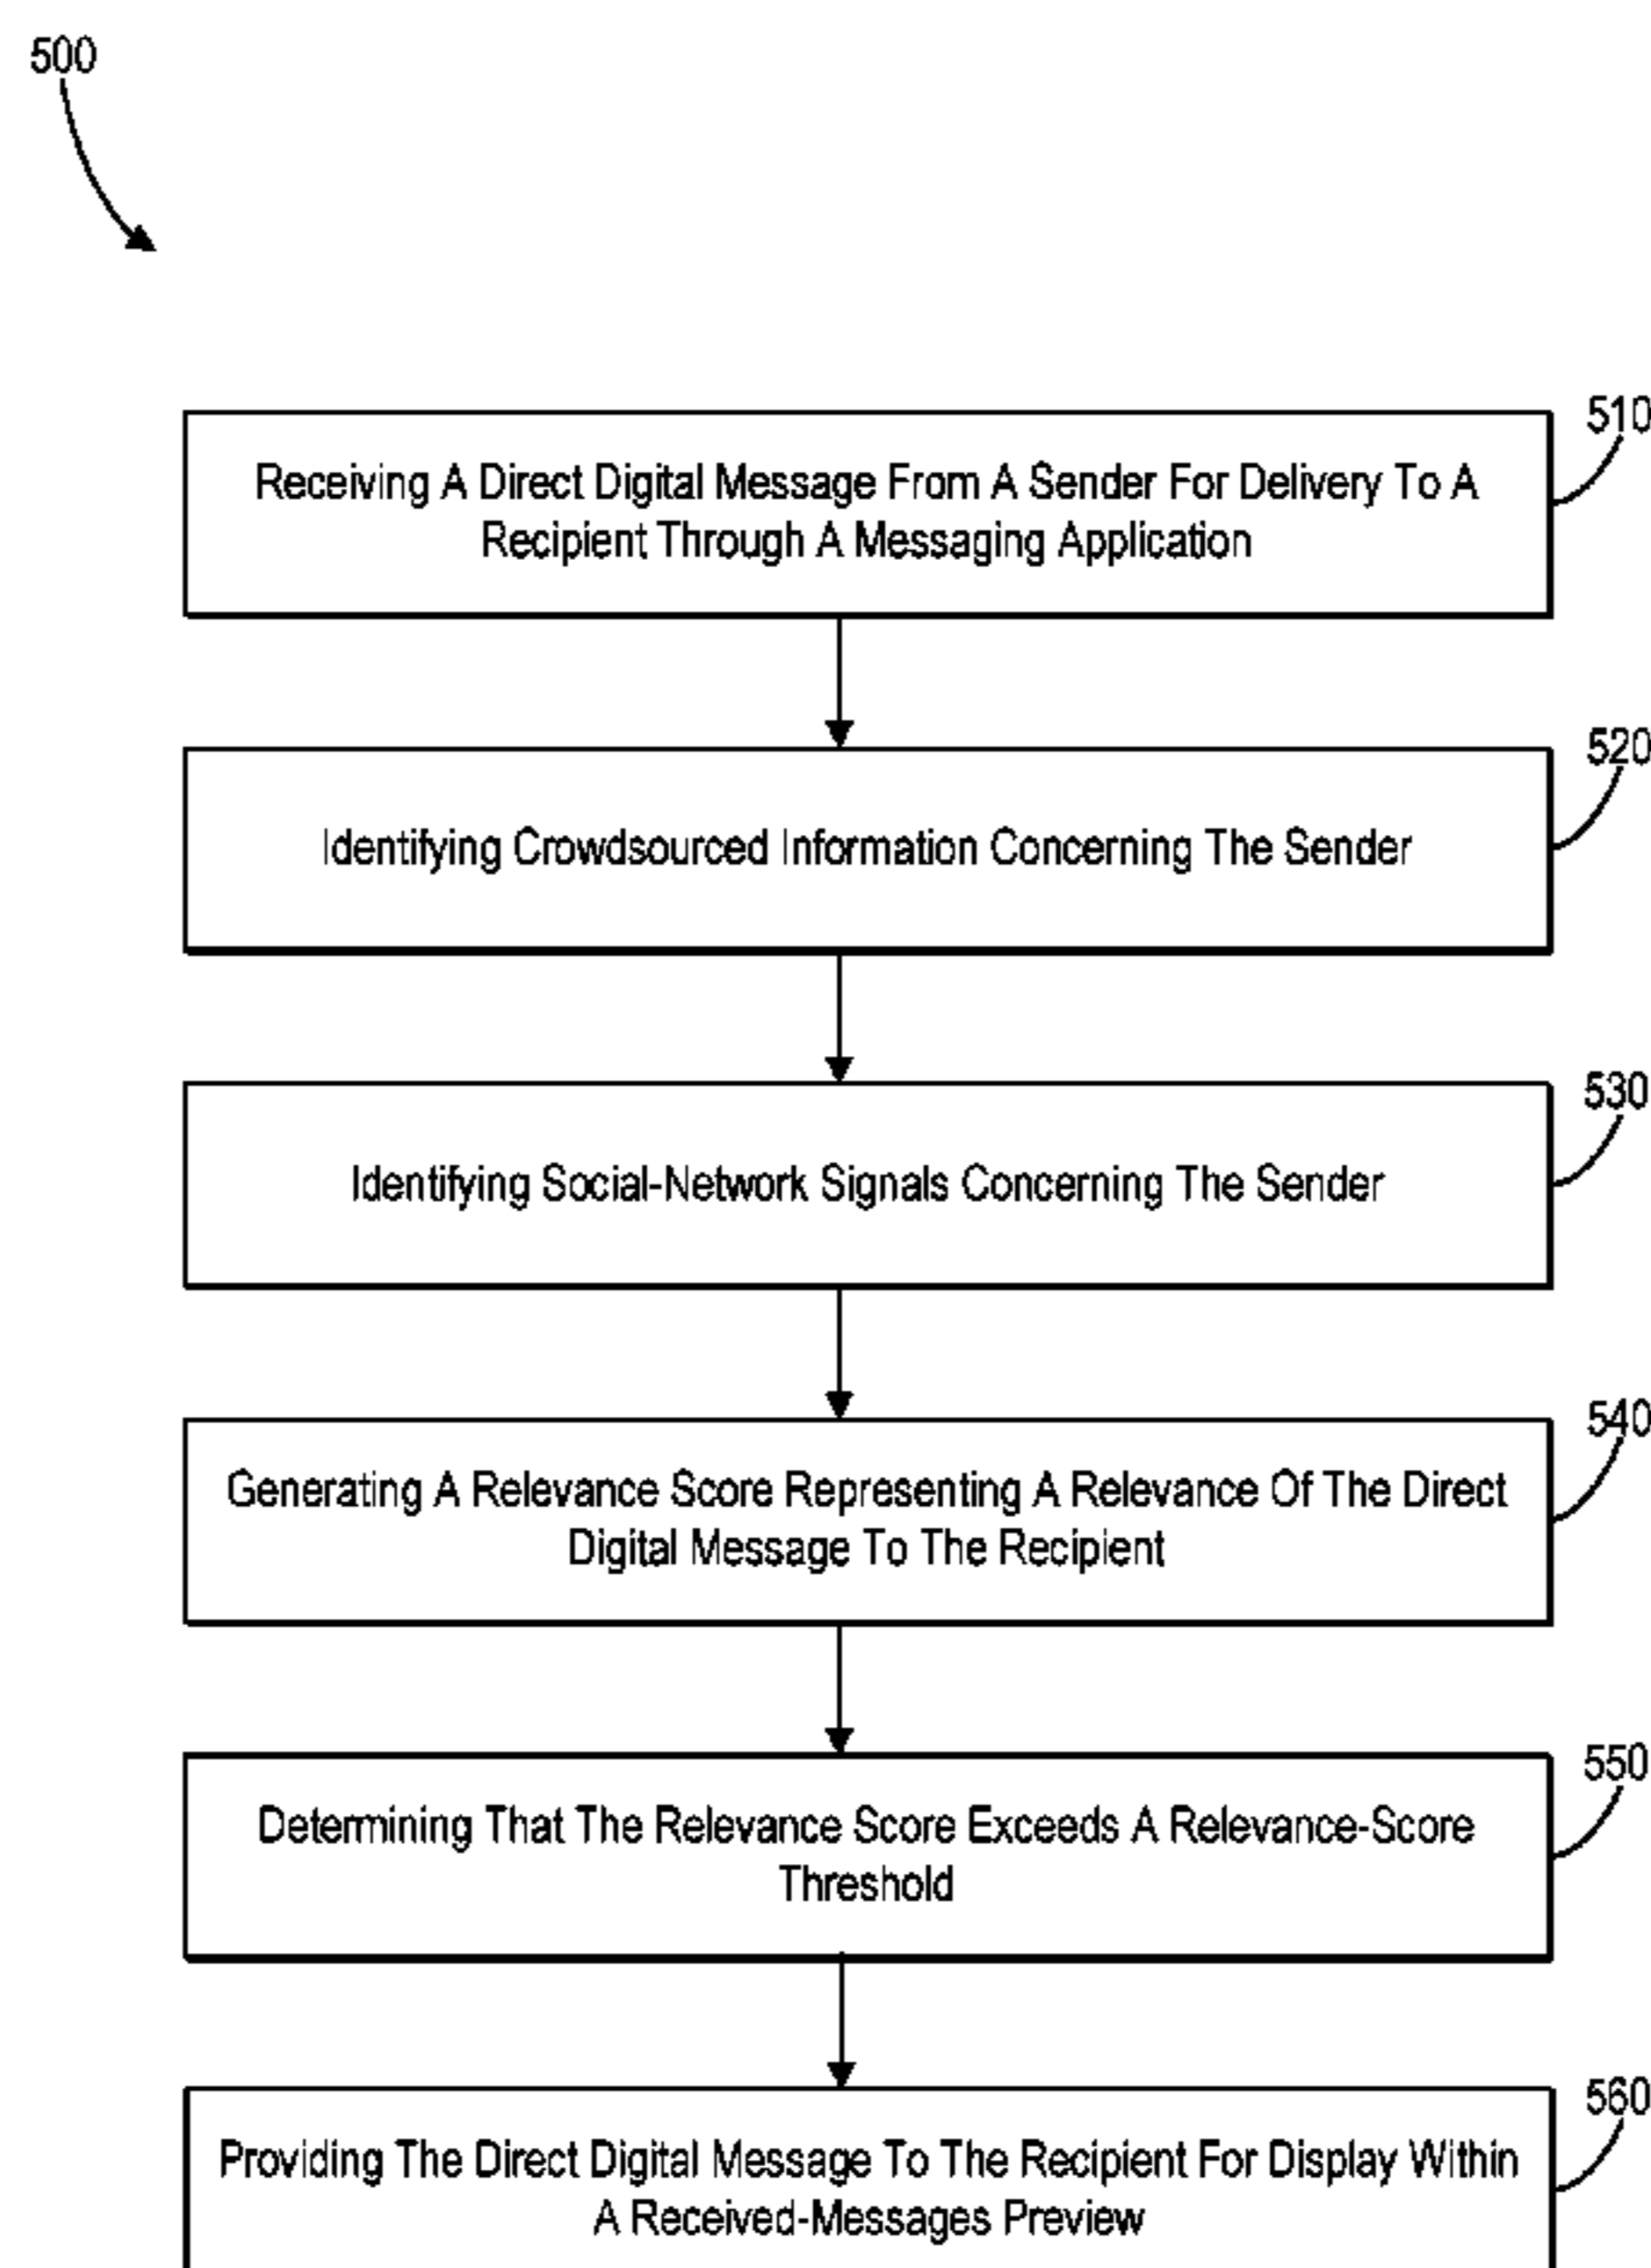 500
510
Receiving A Direct Digital Message From A Sender For Delivery To A
Recipient Through A Messaging Application
520
Identifying Crowdsourced Information Concerning The Sender
530
Identifying Social-Network Signals Concerning The Sender
540
Generating A Relevance Score Representing A Relevance Of The Direct
Digital Message To The Recipient
550
Determining That The Relevance Score Exceeds A Relevance-Score
Threshold
560
Providing The Direct Digital Message To The Recipient For Display Within
A Received-Messages Preview